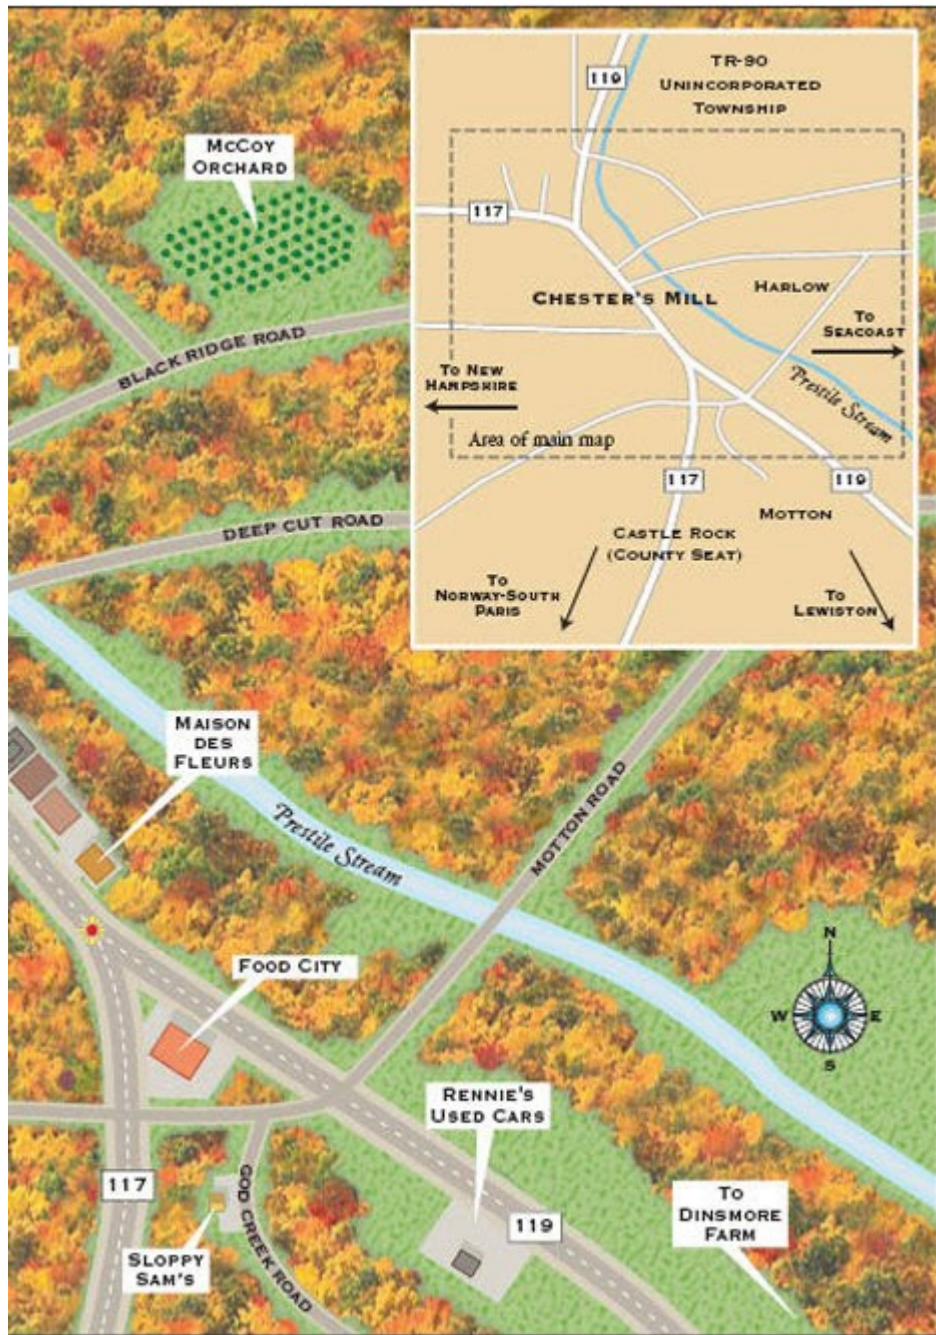 McCoy
Orchard
Black Ridge Road
Deep Cut Road
Maison
des
Fleurs
Prestile Stream
Motton Road
Food City
Rennie's
Used Cars
117
119
God Creek Road
Sloppy
Sam's
To
Dinsmore
Farm
N
W
E
S
119
TR-90
Unincorporated
Township
117
Chester's Mill
Harlow
To
Seacoast
To New
Hampshire
Prestile Stream
Area of main map
117
119
Motton
Castle Rock
(County Seat)
To
Norway-South
Paris
To
Lewiston